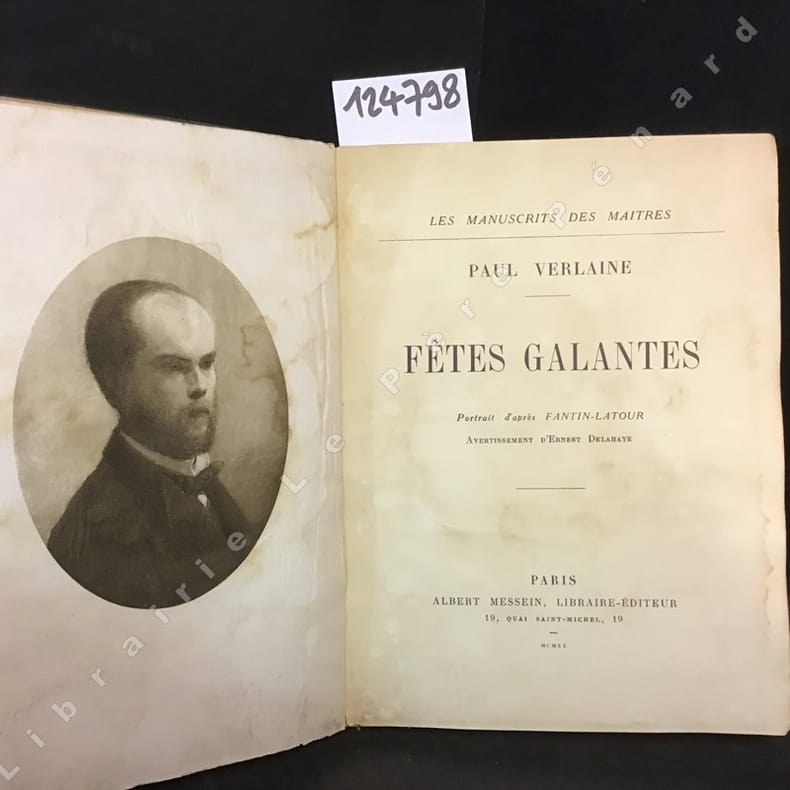 124798
LES MANUSCRITS DES MAITRES
PAUL VERLAINE
FÊTES GALANTES
Portrait d'après FANTIN-LATOUR
AVERTISSEMENT D'ERNEST DELAHAYE
PARIS
ALBERT MESSEIN, LIBRAIRE-ÉDITEUR
19, QUAI SAINT-MICHEL, 19
MCMXX
Librairie Le Père Pénard